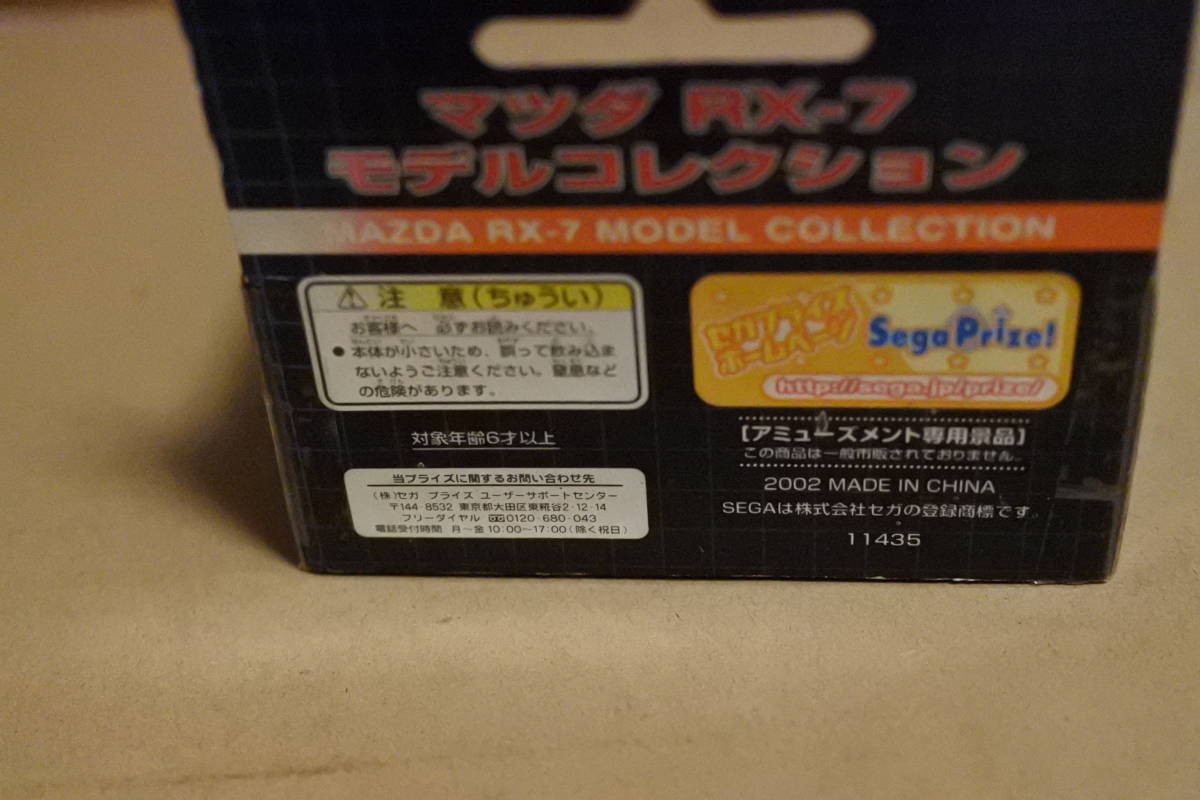 マツダ RX-7
モデルコレクション
MAZDA RX-7 MODEL COLLECTION
注 意(ちゅうい)
お客様へ 必ずお読みください。
● 本体が小さいため、誤って飲み込ま
ないようご注意ください。窒息など
の危険があります。
対象年齢6才以上
当プライズに関するお問い合わせ先
(株)セガ プライズ ユーザーサポートセンター
〒144-8532 東京都大田区東糀谷2-12-14
フリーダイヤル 0120-680-043
電話受付時間 月〜金 10:00〜17:00(除く祝日)
セガプライズ
ホームページ
Sega Prize!
http://sega.jp/prize/
【アミューズメント専用景品】
この商品は一般市販されておりません。
2002 MADE IN CHINA
SEGAは株式会社セガの登録商標です。
11435